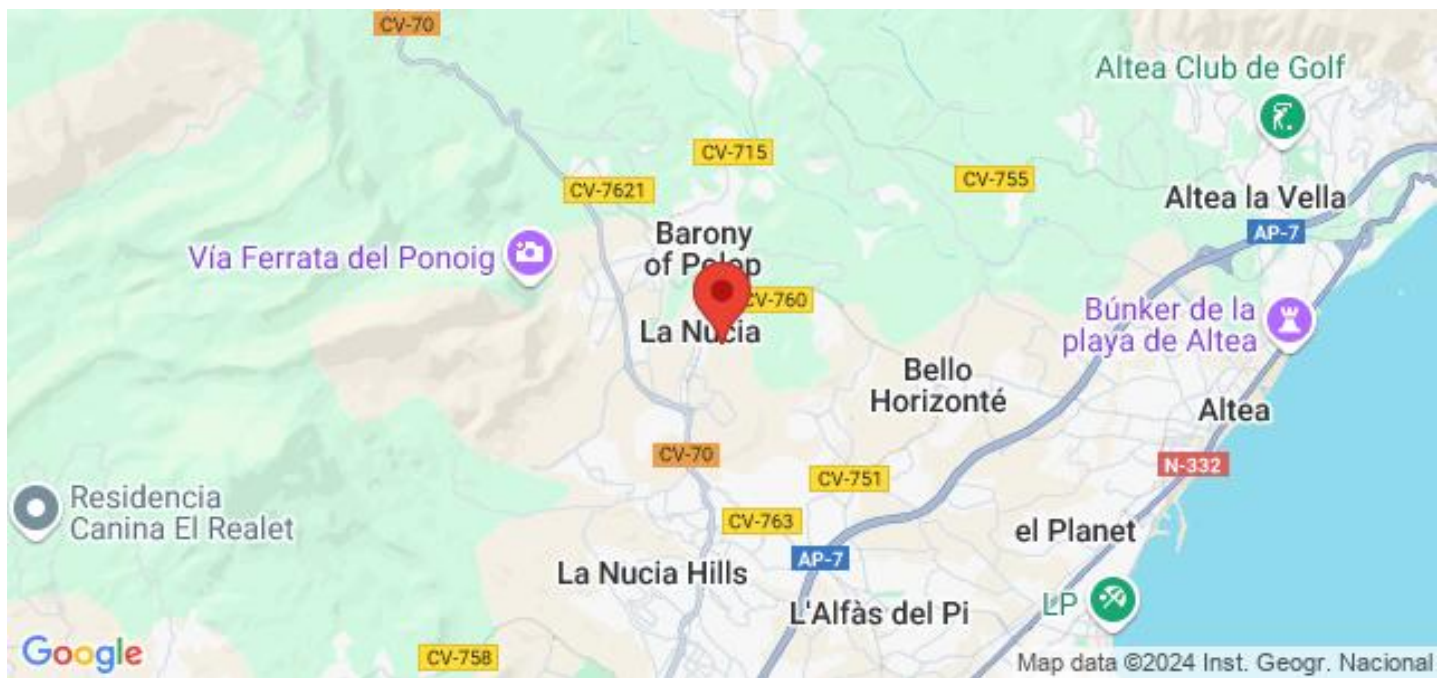 CV-70
Altea Club de Golf
CV-715
CV-755
CV-7621
Altea la Vella
Barony
of Polop
AP-7
Vía Ferrata del Ponoig
CV-760
Búnker de la
playa de Altea
La Nucia
Bello
Horizonté
Altea
CV-70
N-332
CV-751
Residencia
Canina El Realet
CV-763
el Planet
AP-7
La Nucia Hills
LP
L'Alfàs del Pi
Google
CV-758
Map data ©2024 Inst. Geogr. Nacional